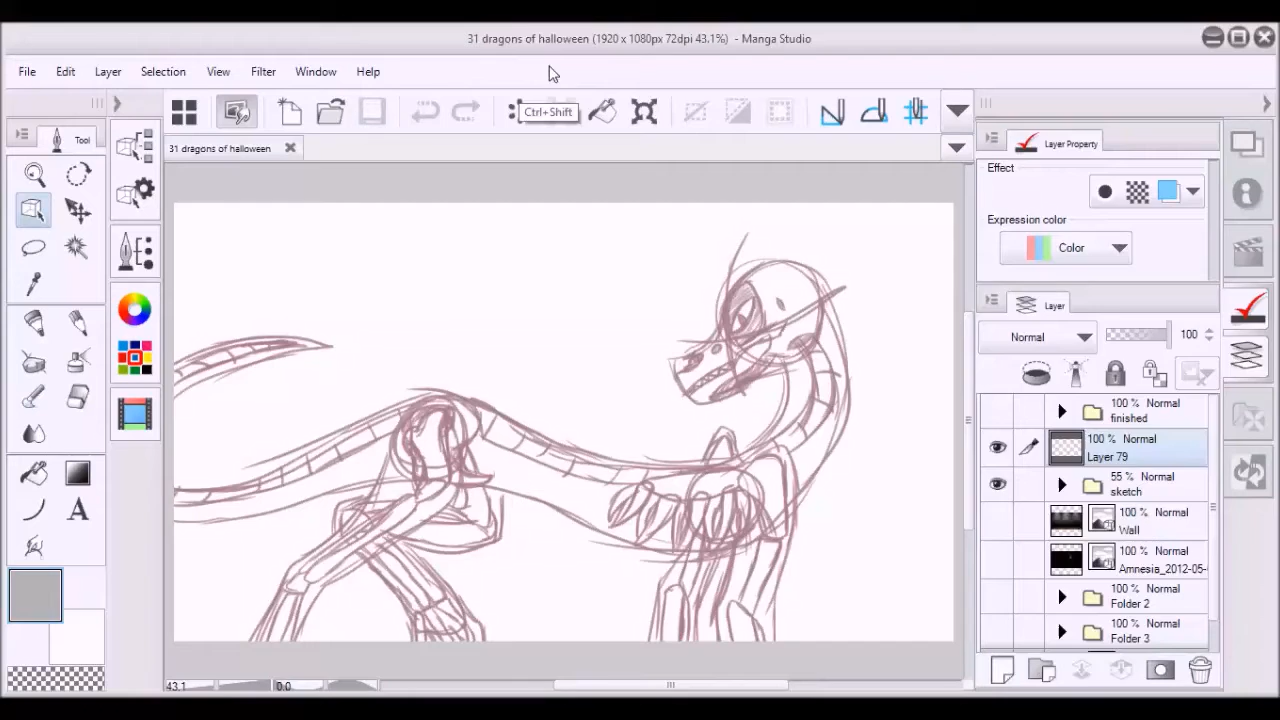 31 dragons of halloween (1920 x 1080px 72dpi 43.1%) - Manga Studio
File Edit Layer Selection View Filter Window Help
Ctrl+Shift
Tool
31 dragons of halloween
Layer Property
Effect
Expression color
Color
Layer
Normal 100
100 % Normal
finished
100 % Normal
Layer 79
55 % Normal
sketch
100 % Normal
Wall
100 % Normal
Amnesia_2012-05-
100 % Normal
Folder 2
100 % Normal
Folder 3
A
43.1 0.0